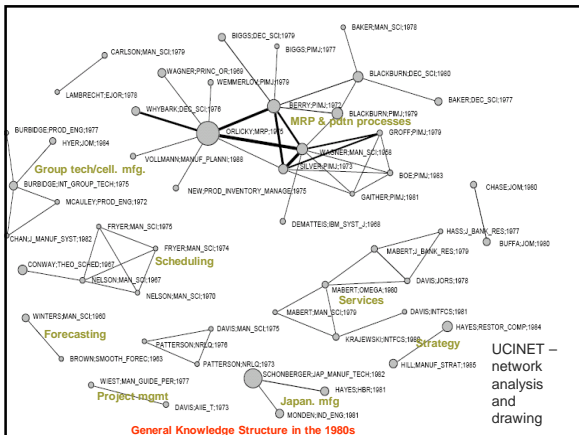 BAKER;MAN_SCI;1978
BIGGS;DEC_SCI;1979
BIGGS;PIMJ;1977
CARLSON;MAN_SCI;1979
WAGNER;PRINC_OR;1969
BLACKBURN;DEC_SCI;1980
WEMMERLOV;PIMJ;1979
LAMBRECHT;EJOR;1978
BAKER;DEC_SCI;1977
WHYBARK;DEC_SCI;1976
BERRY;PIMJ;1972
BLACKBURN;PIMJ;1979
MRP & pdtn processes
BURBIDGE;PROD_ENG;1977
ORLICKY;MRP;1975
GROFF;PIMJ;1979
HYER;JOM;1984
WAGNER;MAN_SCI;1958
Group tech/cell. mfg.
VOLLMANN;MANUF_PLANNI;1988
SILVER;PIMJ;1973
BOE;PIMJ;1983
BURBIDGE;INT_GROUP_TECH;1975
NEW;PROD_INVENTORY_MANAGE;1975
CHASE;JOM;1980
GAITHER;PIMJ;1981
MCAULEY;PROD_ENG;1972
DEMATTEIS;IBM_SYST_J;1968
FRYER;MAN_SCI;1975
HASS;J_BANK_RES;1977
CHAN;J_MANUF_SYST;1982
FRYER;MAN_SCI;1974
MABERT;J_BANK_RES;1979
BUFFA;JOM;1980
Scheduling
CONWAY;THEO_SCHED;1967
NELSON;MAN_SCI;1967
DAVIS;JORS;1978
MABERT;OMEGA;1980
NELSON;MAN_SCI;1970
Services
MABERT;MAN_SCI;1979
DAVIS;INTFCS;1981
WINTERS;MAN_SCI;1960
HAYES;RESTOR_COMP;1984
DAVIS;MAN_SCI;1975
Forecasting
KRAJEWSKI;INTFCS;1980
Strategy
PATTERSON;NRLQ;1976
UCINET –
network
analysis
and
drawing
BROWN;SMOOTH_FOREC;1963
PATTERSON;NRLQ;1973
HILL;MANUF_STRAT;1985
SCHONBERGER;JAP_MANUF_TECH;1982
WIEST;MAN_GUIDE_PER;1977
HAYES;HBR;1981
Project mgmt
Japan. mfg
DAVIS;AIIE_T;1973
MONDEN;IND_ENG;1981
General Knowledge Structure in the 1980s